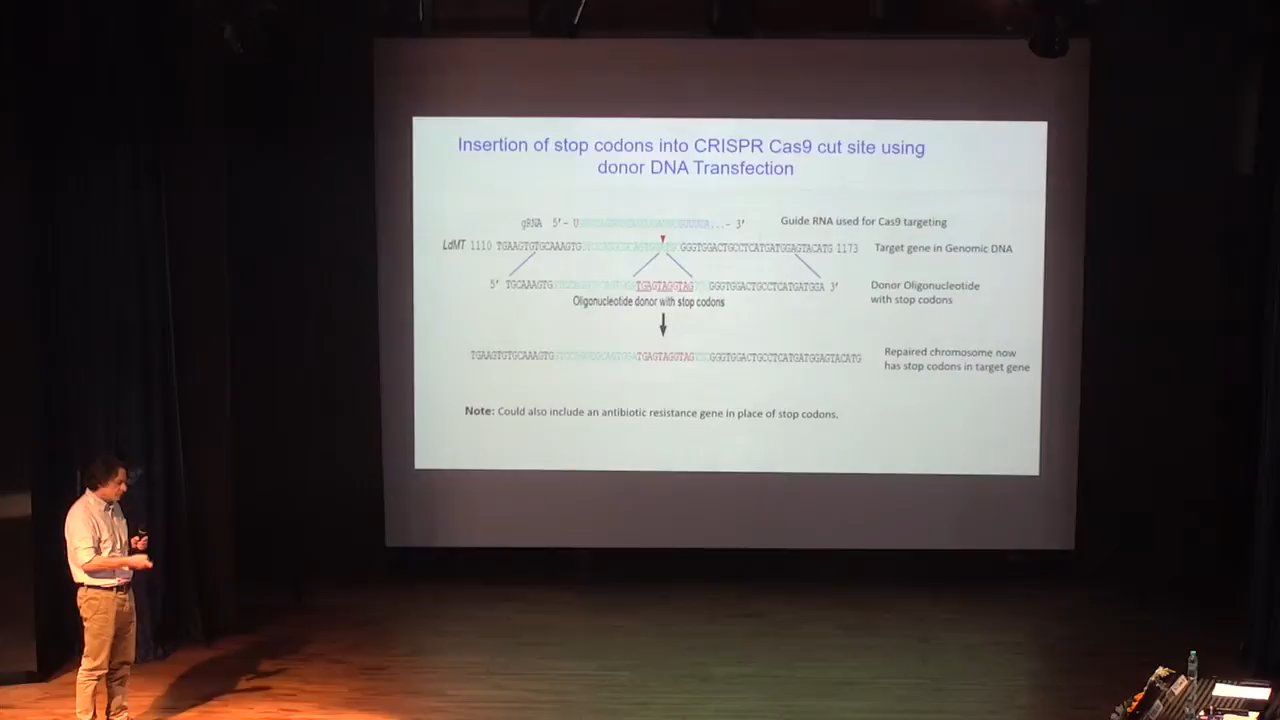 Insertion of stop codons into CRISPR Cas9 cut site using
donor DNA Transfection
gRNA 5'- U ...- 3' Guide RNA used for Cas9 targeting
LdMT 1110 TGAAGTGTGCAAAGTG GGGTGGACTGCCTCATGATGGAGTACATG 1173 Target gene in Genomic DNA
5' TGCAAAGTG TGAGTAGGTAG GGGTGGACTGCCTCATGATGGA 3' Donor Oligonucleotide
with stop codons
Oligonucleotide donor with stop codons
TGAAGTGTGCAAAGTG TGAGTAGGTAG GGGTGGACTGCCTCATGATGGAGTACATG Repaired chromosome now
has stop codons in target gene
Note: Could also include an antibiotic resistance gene in place of stop codons.